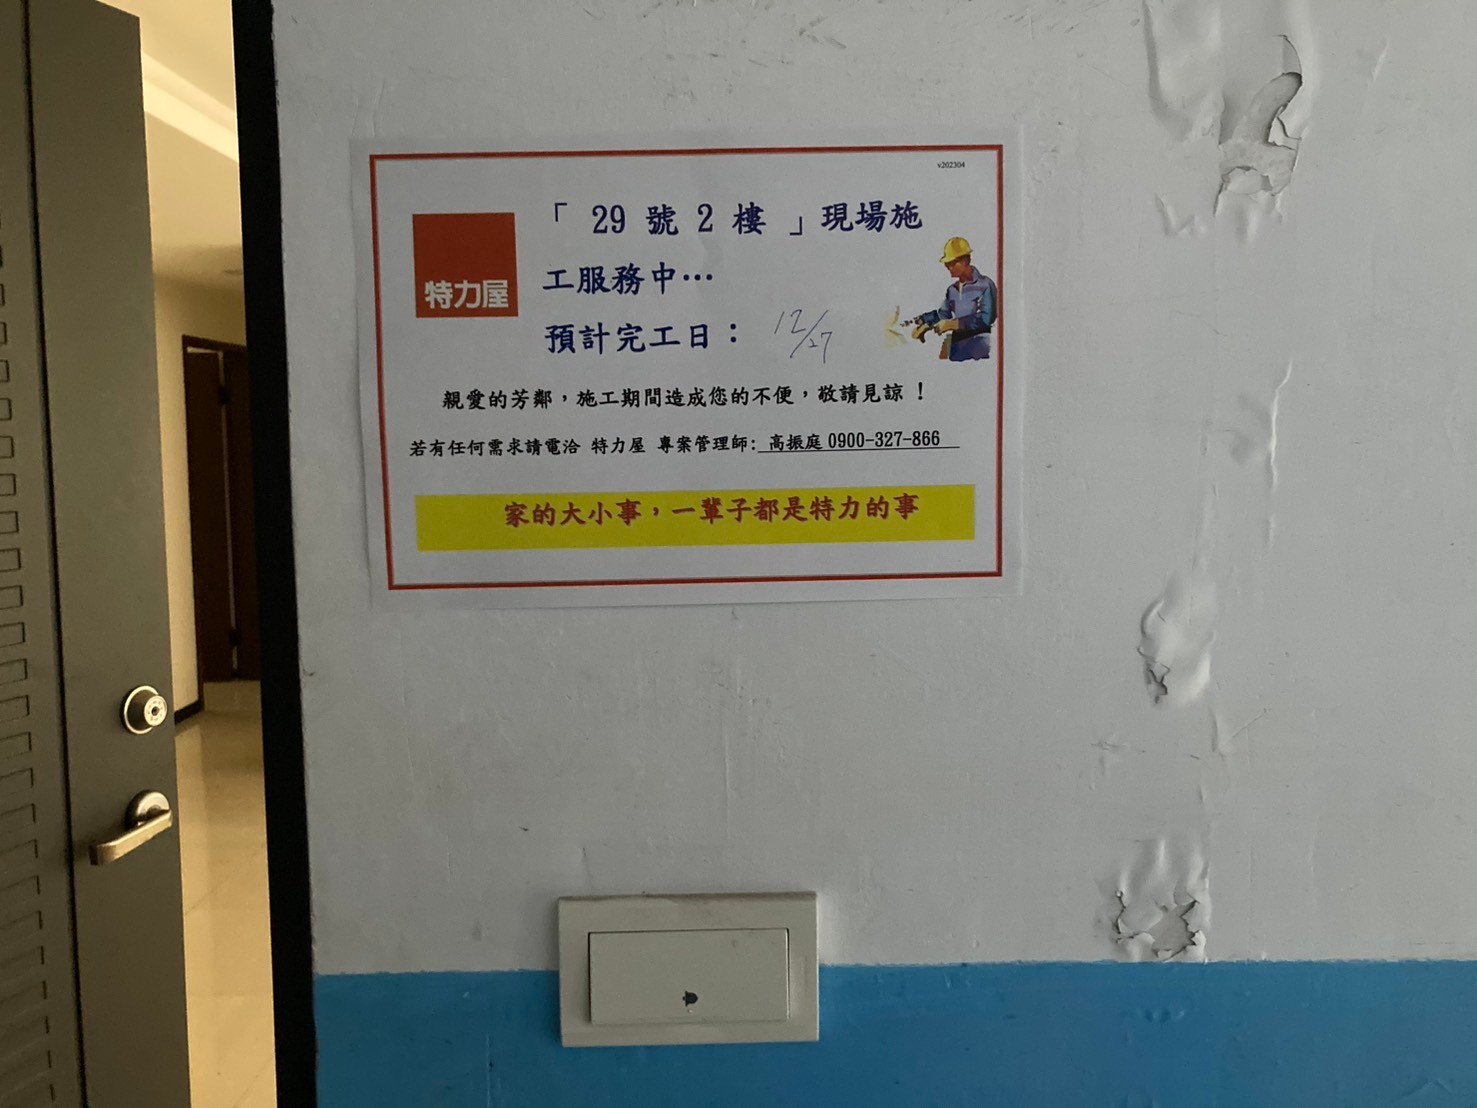 v202304
「 29 號 2 樓 」現場施
特力屋
工服務中…
預計完工日： 12/27
親愛的芳鄰，施工期間造成您的不便，敬請見諒！
若有任何需求請電洽 特力屋 專案管理師: 高振庭 0900-327-866
家的大小事，一輩子都是特力的事